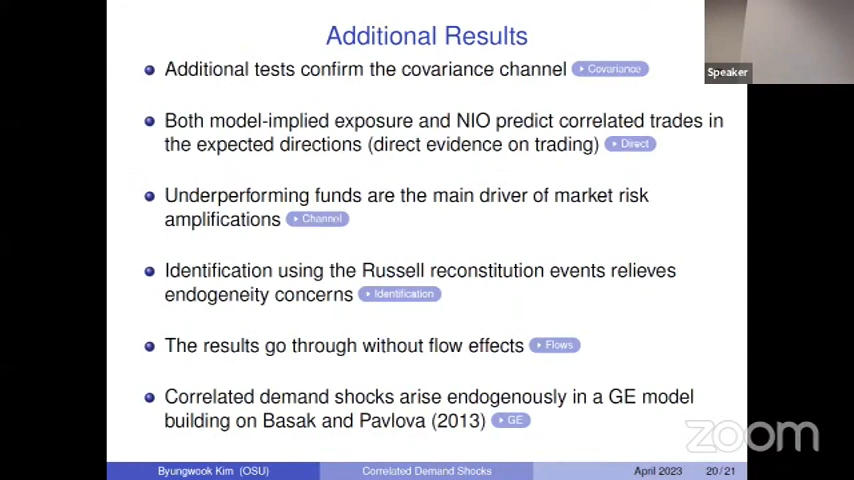 Additional Results
Speaker
Additional tests confirm the covariance channel Covariance
Both model-implied exposure and NIO predict correlated trades in
the expected directions (direct evidence on trading) Direct
Underperforming funds are the main driver of market risk
amplifications Channel
Identification using the Russell reconstitution events relieves
endogeneity concerns Identification
The results go through without flow effects Flows
Correlated demand shocks arise endogenously in a GE model
building on Basak and Pavlova (2013) GE
zoom
Byungwook Kim (OSU) Correlated Demand Shocks April 2023 20 / 21